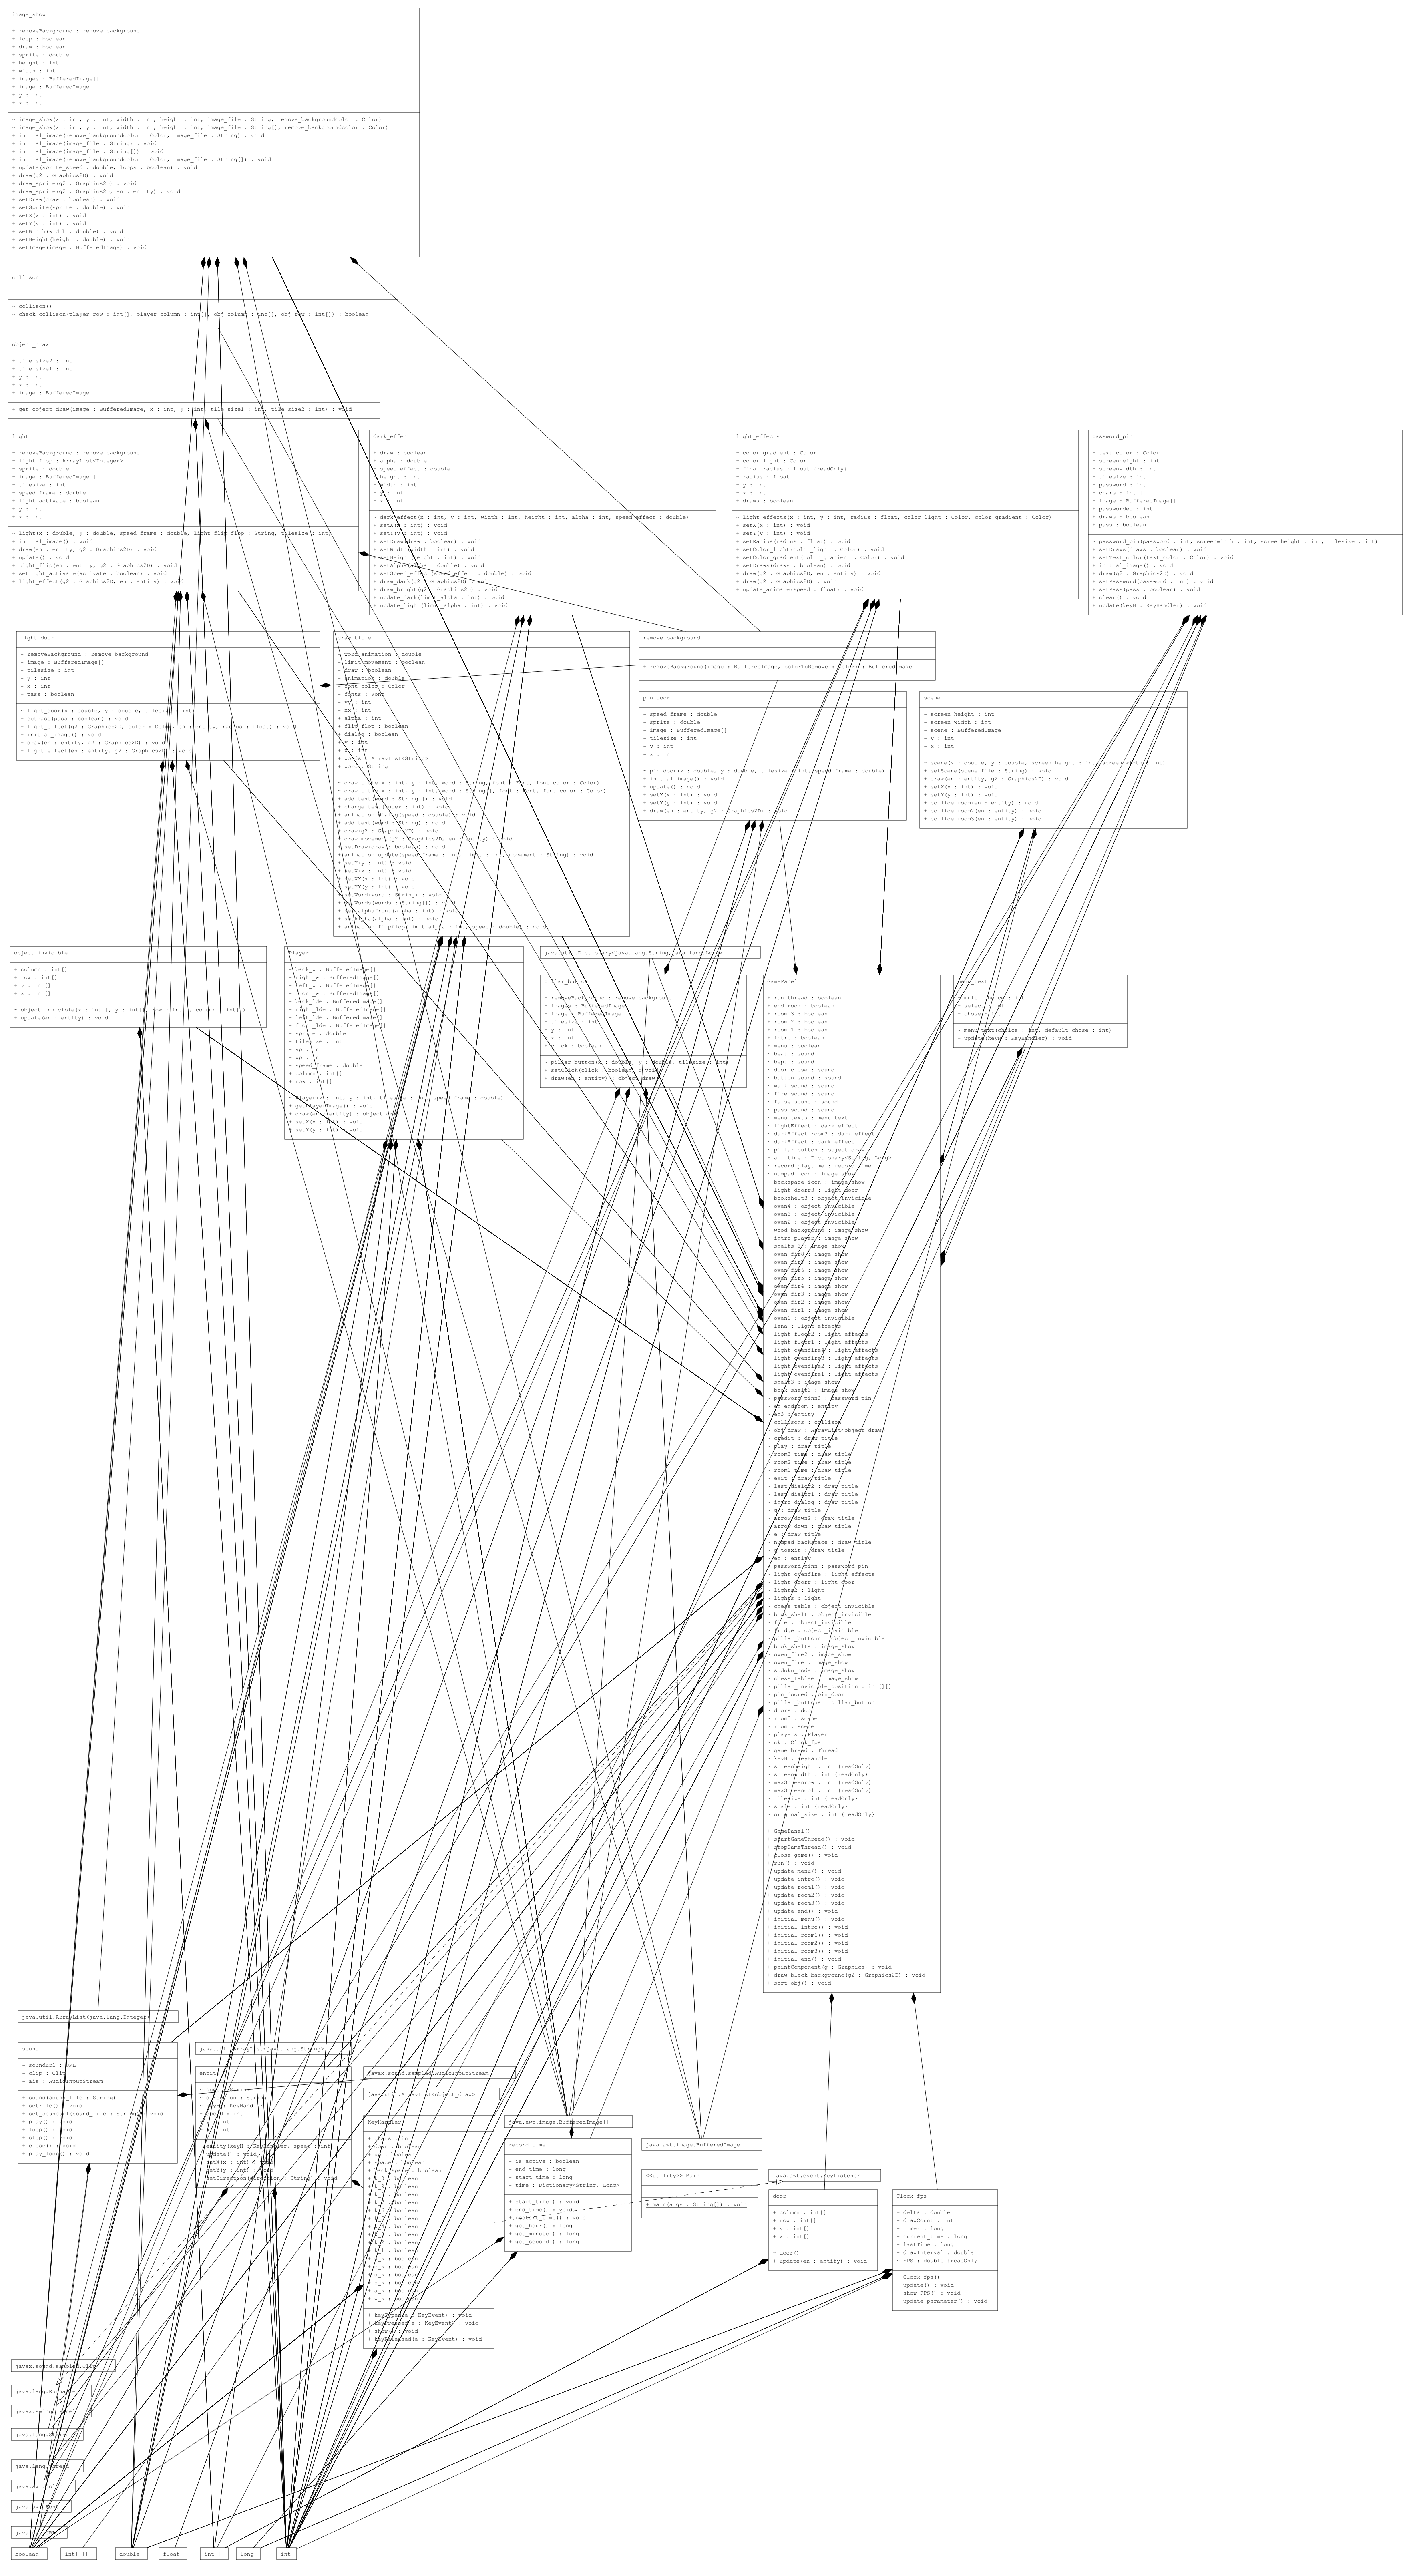 image_show
+ removeBackground : remove_background
+ loop : boolean
+ draw : boolean
+ sprite : double
+ height : int
+ width : int
+ images : BufferedImage[]
+ image : BufferedImage
+ y : int
+ x : int
- image_show(x : int, y : int, width : int, height : int, image_file : String, remove_backgroundcolor : Color)
- image_show(x : int, y : int, width : int, height : int, image_file : String[], remove_backgroundcolor : Color)
+ initial_image(remove_backgroundcolor : Color, image_file : String) : void
+ initial_image(image_file : String) : void
+ initial_image(image_file : String[]) : void
+ initial_image(remove_backgroundcolor : Color, image_file : String[]) : void
+ update(sprite_speed : double, loops : boolean) : void
+ draw(g2 : Graphics2D) : void
+ draw_sprite(g2 : Graphics2D) : void
+ draw_sprite(g2 : Graphics2D, en : entity) : void
+ setDraw(draw : boolean) : void
+ setSprite(sprite : double) : void
+ setX(x : int) : void
+ setY(y : int) : void
+ setWidth(width : double) : void
+ setHeight(height : double) : void
+ setImage(image : BufferedImage) : void
collison
- collison()
- check_collison(player_row : int[], player_column : int[], obj_column : int[], obj_row : int[]) : boolean
object_draw
+ tile_size2 : int
+ tile_size1 : int
+ y : int
+ x : int
+ image : BufferedImage
+ get_object_draw(image : BufferedImage, x : int, y : int, tile_size1 : int, tile_size2 : int) : void
light
- removeBackground : remove_background
- light_flop : ArrayList<Integer>
- sprite : double
- image : BufferedImage[]
- tilesize : int
- speed_frame : double
+ light_activate : boolean
+ y : int
+ x : int
- light(x : double, y : double, speed_frame : double, light_flip_flop : String, tilesize : int)
+ initial_image() : void
+ draw(en : entity, g2 : Graphics2D) : void
+ update() : void
+ Light_flip(en : entity, g2 : Graphics2D) : void
+ setLight_activate(activate : boolean) : void
+ light_effect(g2 : Graphics2D, en : entity) : void
dark_effect
+ draw : boolean
+ alpha : double
- speed_effect : double
- height : int
- width : int
- y : int
- x : int
- dark_effect(x : int, y : int, width : int, height : int, alpha : int, speed_effect : double)
+ setX(x : int) : void
+ setY(y : int) : void
+ setDraw(draw : boolean) : void
+ setWidth(width : int) : void
+ setHeight(height : int) : void
+ setAlpha(alpha : double) : void
+ setSpeed_effect(speed_effect : double) : void
+ draw_dark(g2 : Graphics2D) : void
+ draw_bright(g2 : Graphics2D) : void
+ update_dark(limit_alpha : int) : void
+ update_light(limit_alpha : int) : void
light_effects
- color_gradient : Color
- color_light : Color
- final_radius : float {readOnly}
- radius : float
- y : int
- x : int
+ draws : boolean
- light_effects(x : int, y : int, radius : float, color_light : Color, color_gradient : Color)
+ setX(x : int) : void
+ setY(y : int) : void
+ setRadius(radius : float) : void
+ setColor_light(color_light : Color) : void
+ setColor_gradient(color_gradient : Color) : void
+ setDraws(draws : boolean) : void
+ draw(g2 : Graphics2D, en : entity) : void
+ draw(g2 : Graphics2D) : void
+ update_animate(speed : float) : void
password_pin
- text_color : Color
- screenheight : int
- screenwidth : int
- tilesize : int
- password : int
- chars : int[]
- image : BufferedImage[]
+ passworded : int
+ draws : boolean
+ pass : boolean
- password_pin(password : int, screenwidth : int, screenheight : int, tilesize : int)
+ setDraws(draws : boolean) : void
+ setText_color(text_color : Color) : void
+ initial_image() : void
+ draw(g2 : Graphics2D) : void
+ setPassword(password : int) : void
+ setPass(pass : boolean) : void
+ clear() : void
+ update(keyH : KeyHandler) : void
light_door
- removeBackground : remove_background
- image : BufferedImage[]
- tilesize : int
- y : int
- x : int
+ pass : boolean
- light_door(x : double, y : double, tilesize : int)
+ setPass(pass : boolean) : void
+ light_effect(g2 : Graphics2D, color : Color, en : entity, radius : float) : void
+ initial_image() : void
+ draw(en : entity, g2 : Graphics2D) : void
+ light_effect(en : entity, g2 : Graphics2D) : void
draw_title
- word_animation : double
- limit_movement : boolean
- draw : boolean
- animation : double
- font_color : Color
- fonts : Font
- yy : int
- xx : int
+ alpha : int
+ flip_flop : boolean
+ dialog : boolean
+ y : int
+ x : int
+ words : ArrayList<String>
+ word : String
- draw_title(x : int, y : int, word : String, font : Font, font_color : Color)
- draw_title(x : int, y : int, word : String[], font : Font, font_color : Color)
+ add_text(word : String[]) : void
+ change_text(index : int) : void
+ animation_dialog(speed : double) : void
+ add_text(word : String) : void
+ draw(g2 : Graphics2D) : void
+ draw_movement(g2 : Graphics2D, en : entity) : void
+ setDraw(draw : boolean) : void
+ animation_update(speed_frame : int, limit : int, movement : String) : void
+ setY(y : int) : void
+ setX(x : int) : void
+ setXX(x : int) : void
+ setYY(y : int) : void
+ setWord(word : String) : void
+ setWords(words : String[]) : void
+ set_alphafront(alpha : int) : void
+ setAlpha(alpha : int) : void
+ animation_filpflop(limit_alpha : int, speed : double) : void
remove_background
+ removeBackground(image : BufferedImage, colorToRemove : Color) : BufferedImage
pin_door
- speed_frame : double
- sprite : double
- image : BufferedImage[]
- tilesize : int
- y : int
- x : int
- pin_door(x : double, y : double, tilesize : int, speed_frame : double)
+ initial_image() : void
+ update() : void
+ setX(x : int) : void
+ setY(y : int) : void
+ draw(en : entity, g2 : Graphics2D) : void
scene
- screen_height : int
- screen_width : int
- scene : BufferedImage
- y : int
- x : int
- scene(x : double, y : double, screen_height : int, screen_width : int)
+ setScene(scene_file : String) : void
+ draw(en : entity, g2 : Graphics2D) : void
+ setX(x : int) : void
+ setY(y : int) : void
+ collide_room(en : entity) : void
+ collide_room2(en : entity) : void
+ collide_room3(en : entity) : void
object_invicible
+ column : int[]
+ row : int[]
+ y : int[]
+ x : int[]
- object_invicible(x : int[], y : int[], row : int[], column : int[])
+ update(en : entity) : void
Player
- back_w : BufferedImage[]
- right_w : BufferedImage[]
- left_w : BufferedImage[]
- front_w : BufferedImage[]
- back_lde : BufferedImage[]
- right_lde : BufferedImage[]
- left_lde : BufferedImage[]
- front_lde : BufferedImage[]
- sprite : double
- tilesize : int
- yp : int
- xp : int
- speed_frame : double
+ column : int[]
+ row : int[]
- Player(x : int, y : int, tilesize : int, speed_frame : double)
+ getPlayerImage() : void
+ draw(en : entity) : object_draw
+ setX(x : int) : void
+ setY(y : int) : void
java.util.Dictionary<java.lang.String,java.lang.Long>
pillar_button
- removeBackground : remove_background
- images : BufferedImage
- image : BufferedImage
- tilesize : int
- y : int
- x : int
+ click : boolean
- pillar_button(x : double, y : double, tilesize : int)
+ setClick(click : boolean) : void
+ draw(en : entity) : object_draw
GamePanel
+ run_thread : boolean
+ end_room : boolean
+ room_3 : boolean
+ room_2 : boolean
+ room_1 : boolean
+ intro : boolean
+ menu : boolean
- beat : sound
- bept : sound
- door_close : sound
- button_sound : sound
- walk_sound : sound
- fire_sound : sound
- false_sound : sound
- pass_sound : sound
- menu_texts : menu_text
- lightEffect : dark_effect
- darkEffect_room3 : dark_effect
- darkEffect : dark_effect
- pillar_button : object_draw
- all_time : Dictionary<String, Long>
- record_playtime : record_time
- numpad_icon : image_show
- backspace_icon : image_show
- light_doorr3 : light_door
- bookshelt3 : object_invicible
- oven4 : object_invicible
- oven3 : object_invicible
- oven2 : object_invicible
- wood_background : image_show
- intro_player : image_show
- shelts_3 : image_show
- oven_fir8 : image_show
- oven_fir7 : image_show
- oven_fir6 : image_show
- oven_fir5 : image_show
- oven_fir4 : image_show
- oven_fir3 : image_show
- oven_fir2 : image_show
- oven_fir1 : image_show
- oven1 : object_invicible
- lena : light_effects
- light_floor2 : light_effects
- light_floor1 : light_effects
- light_ovenfire4 : light_effects
- light_ovenfire3 : light_effects
- light_ovenfire2 : light_effects
- light_ovenfire1 : light_effects
- shelt3 : image_show
- book_shelt3 : image_show
- password_pinn3 : password_pin
- en_endroom : entity
- en3 : entity
- collisons : collison
- obj_draw : ArrayList<object_draw>
- credit : draw_title
- play : draw_title
- room3_time : draw_title
- room2_time : draw_title
- room1_time : draw_title
- exit : draw_title
- last_dialog2 : draw_title
- last_dialog1 : draw_title
- intro_dialog : draw_title
- q : draw_title
- arrow_down2 : draw_title
- arrow_down : draw_title
- e : draw_title
- numpad_backspace : draw_title
- q_toexit : draw_title
- en : entity
- password_pinn : password_pin
- light_ovenfire : light_effects
- light_doorr : light_door
- lights2 : light
- lights : light
- chess_table : object_invicible
- book_shelt : object_invicible
- fire : object_invicible
- fridge : object_invicible
- pillar_buttonn : object_invicible
- book_shelts : image_show
- oven_fire2 : image_show
- oven_fire : image_show
- sudoku_code : image_show
- chess_tablee : image_show
- pillar_invicible_position : int[][]
- pin_doored : pin_door
- pillar_buttons : pillar_button
- doors : door
- room3 : scene
- room : scene
- players : Player
- ck : Clock_fps
- gameThread : Thread
- keyH : KeyHandler
- screenheight : int {readOnly}
- screenwidth : int {readOnly}
- maxScreenrow : int {readOnly}
- maxScreencol : int {readOnly}
- tilesize : int {readOnly}
- scale : int {readOnly}
- original_size : int {readOnly}
+ GamePanel()
+ startGameThread() : void
+ stopGameThread() : void
+ close_game() : void
+ run() : void
+ update_menu() : void
+ update_intro() : void
+ update_room1() : void
+ update_room2() : void
+ update_room3() : void
+ update_end() : void
+ initial_menu() : void
+ initial_intro() : void
+ initial_room1() : void
+ initial_room2() : void
+ initial_room3() : void
+ initial_end() : void
+ paintComponent(g : Graphics) : void
+ draw_black_background(g2 : Graphics2D) : void
+ sort_obj() : void
menu_text
- multi_choice : int
+ select : int
+ chose : int
- menu_text(choice : int, default_chose : int)
+ update(keyH : KeyHandler) : void
java.util.ArrayList<java.lang.Integer>
sound
- soundurl : URL
- clip : Clip
- ais : AudioInputStream
+ sound(sound_file : String)
+ setFile() : void
+ set_soundurl(sound_file : String) : void
+ play() : void
+ loop() : void
+ stop() : void
+ close() : void
+ play_loop() : void
java.util.ArrayList<java.lang.String>
entity
- direction : String
- keyH : KeyHandler
- speed : int
+ y : int
+ x : int
- entity(keyH : KeyHandler, speed : int)
+ update() : void
+ setX(x : int) : void
+ setY(y : int) : void
+ setDirection(direction : String) : void
javax.sound.sampled.AudioInputStream
java.util.ArrayList<object_draw>
KeyHandler
+ chars : int
+ down : boolean
+ up : boolean
+ space : boolean
+ back_space : boolean
+ k_0 : boolean
+ k_9 : boolean
+ k_8 : boolean
+ k_7 : boolean
+ k_6 : boolean
+ k_5 : boolean
+ k_4 : boolean
+ k_3 : boolean
+ k_2 : boolean
+ k_1 : boolean
+ q_k : boolean
+ e_k : boolean
+ d_k : boolean
+ s_k : boolean
+ a_k : boolean
+ w_k : boolean
+ keyTyped(e : KeyEvent) : void
+ keyPressed(e : KeyEvent) : void
+ show() : void
+ keyReleased(e : KeyEvent) : void
java.awt.image.BufferedImage[]
record_time
- is_active : boolean
- end_time : long
- start_time : long
- time : Dictionary<String, Long>
+ start_time() : void
+ end_time() : void
+ restart_time() : void
+ get_hour() : long
+ get_minute() : long
+ get_second() : long
java.awt.image.BufferedImage
<<utility>> Main
+ main(args : String[]) : void
java.awt.event.KeyListener
door
+ column : int[]
+ row : int[]
+ y : int[]
+ x : int[]
- door()
+ update(en : entity) : void
Clock_fps
+ delta : double
- drawCount : int
- timer : long
- current_time : long
- lastTime : long
- drawInterval : double
- FPS : double {readOnly}
+ Clock_fps()
+ update() : void
+ show_FPS() : void
+ update_parameter() : void
javax.sound.sampled.Clip
java.lang.Runnable
javax.swing.JPanel
java.lang.String
java.lang.Thread
java.awt.Color
java.awt.Font
java.net.URL
boolean
int[][]
double
float
int[]
long
int